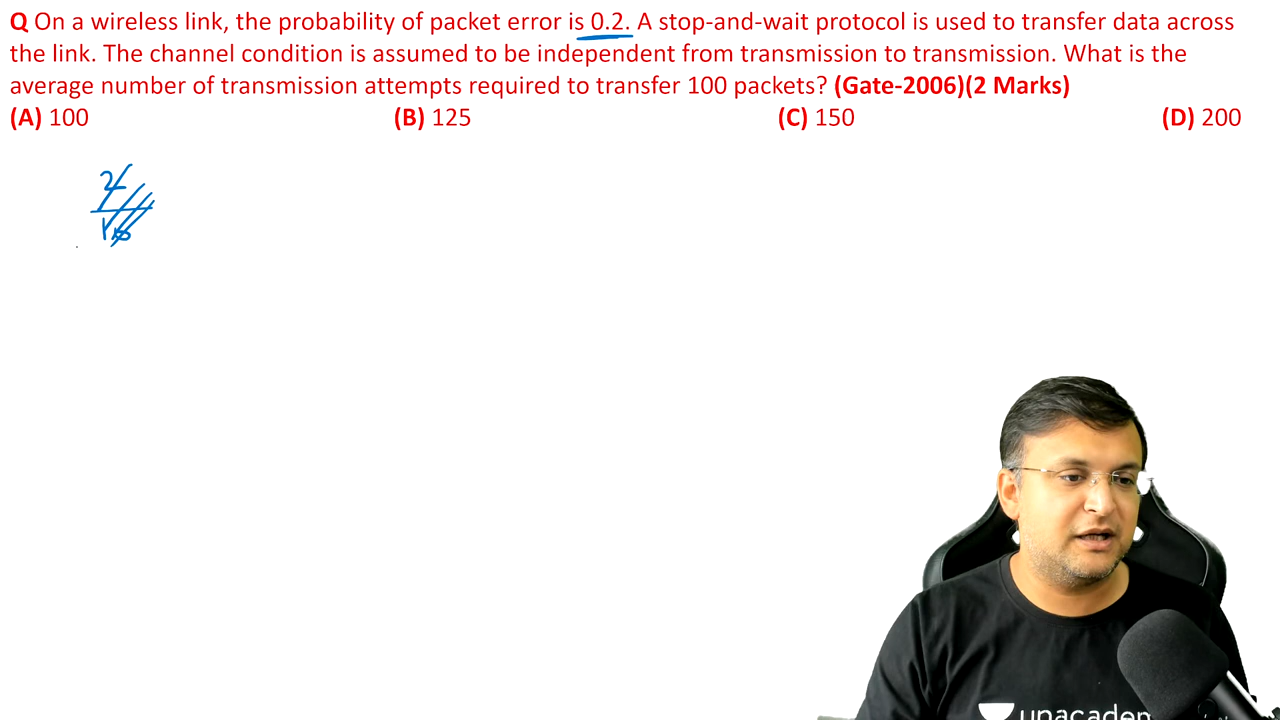 Q On a wireless link, the probability of packet error is 0.2. A stop-and-wait protocol is used to transfer data across
the link. The channel condition is assumed to be independent from transmission to transmission. What is the
average number of transmission attempts required to transfer 100 packets? (Gate-2006)(2 Marks)
(A) 100 (B) 125 (C) 150 (D) 200
unacadem